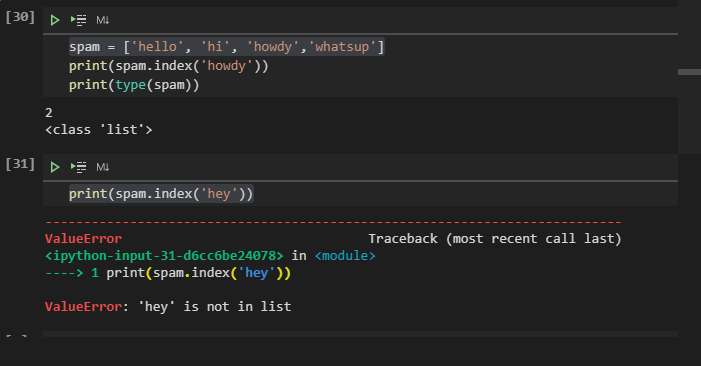 [30]
M↓
spam = ['hello', 'hi', 'howdy','whatsup']
print(spam.index('howdy'))
print(type(spam))
2
<class 'list'>
[31]
M↓
print(spam.index('hey'))
---------------------------------------------------------------------------
ValueError                                Traceback (most recent call last)
<ipython-input-31-d6cc6be24078> in <module>
----> 1 print(spam.index('hey'))
ValueError: 'hey' is not in list